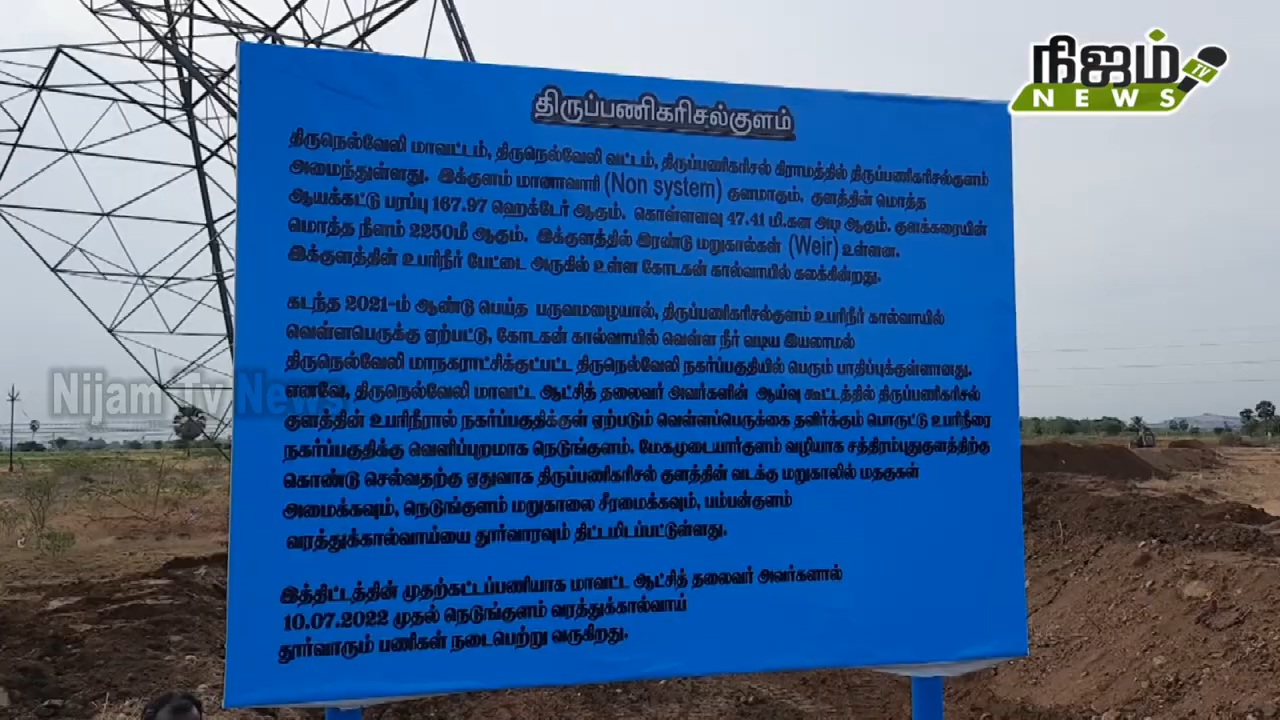 நிஜம்
TV
NEWS
திருப்பணிகரிசல்குளம்
திருநெல்வேலி மாவட்டம், திருநெல்வேலி வட்டம், திருப்பணிகரிசல் கிராமத்தில் திருப்பணிகரிசல்குளம்
அமைந்துள்ளது. இக்குளம் மானாவாரி (Non system) குளமாகும். குளத்தின் மொத்த
ஆயக்கட்டு பரப்பு 167.97 ஹெக்டேர் ஆகும். கொள்ளளவு 47.41 மி.கன அடி ஆகும். குளக்கரையின்
மொத்த நீளம் 2250மீ ஆகும். இக்குளத்தில் இரண்டு மறுகால்கள் (Weir) உள்ளன.
இக்குளத்தின் உபரிநீர் பேட்டை அருகில் உள்ள கோடகன் கால்வாயில் கலக்கின்றது.
கடந்த 2021-ம் ஆண்டு பெய்த பருவமழையால், திருப்பணிகரிசல்குளம் உபரிநீர் கால்வாயில்
வெள்ளபெருக்கு ஏற்பட்டு, கோடகன் கால்வாயில் வெள்ள நீர் வடிய இயலாமல்
திருநெல்வேலி மாநகராட்சிக்குட்பட்ட திருநெல்வேலி நகர்ப்பகுதியில் பெரும் பாதிப்புக்குள்ளானது.
எனவே, திருநெல்வேலி மாவட்ட ஆட்சித் தலைவர் அவர்களின் ஆய்வு கூட்டத்தில் திருப்பணிகரிசல்
குளத்தின் உபரிநீரால் நகர்ப்பகுதிக்குள் ஏற்படும் வெள்ளப்பெருக்கை தவிர்க்கும் பொருட்டு உபரிநீரை
நகர்ப்பகுதிக்கு வெளிப்புறமாக நெடுங்குளம், மேகமுடையார்குளம் வழியாக சத்திரம்புதுகுளத்திற்கு
கொண்டு செல்வதற்கு ஏதுவாக திருப்பணிகரிசல் குளத்தின் வடக்கு மறுகாலில் மதகுகள்
அமைக்கவும், நெடுங்குளம் மறுகாலை சீரமைக்கவும், பம்பன்குளம்
வரத்துக்கால்வாய்யை தூர்வாரவும் திட்டமிடப்பட்டுள்ளது.
இத்திட்டத்தின் முதற்கட்டப்பணியாக மாவட்ட ஆட்சித் தலைவர் அவர்களால்
10.07.2022 முதல் நெடுங்குளம் வரத்துக்கால்வாய்
தூர்வாரும் பணிகள் நடைபெற்று வருகிறது.
Nijam Tv News